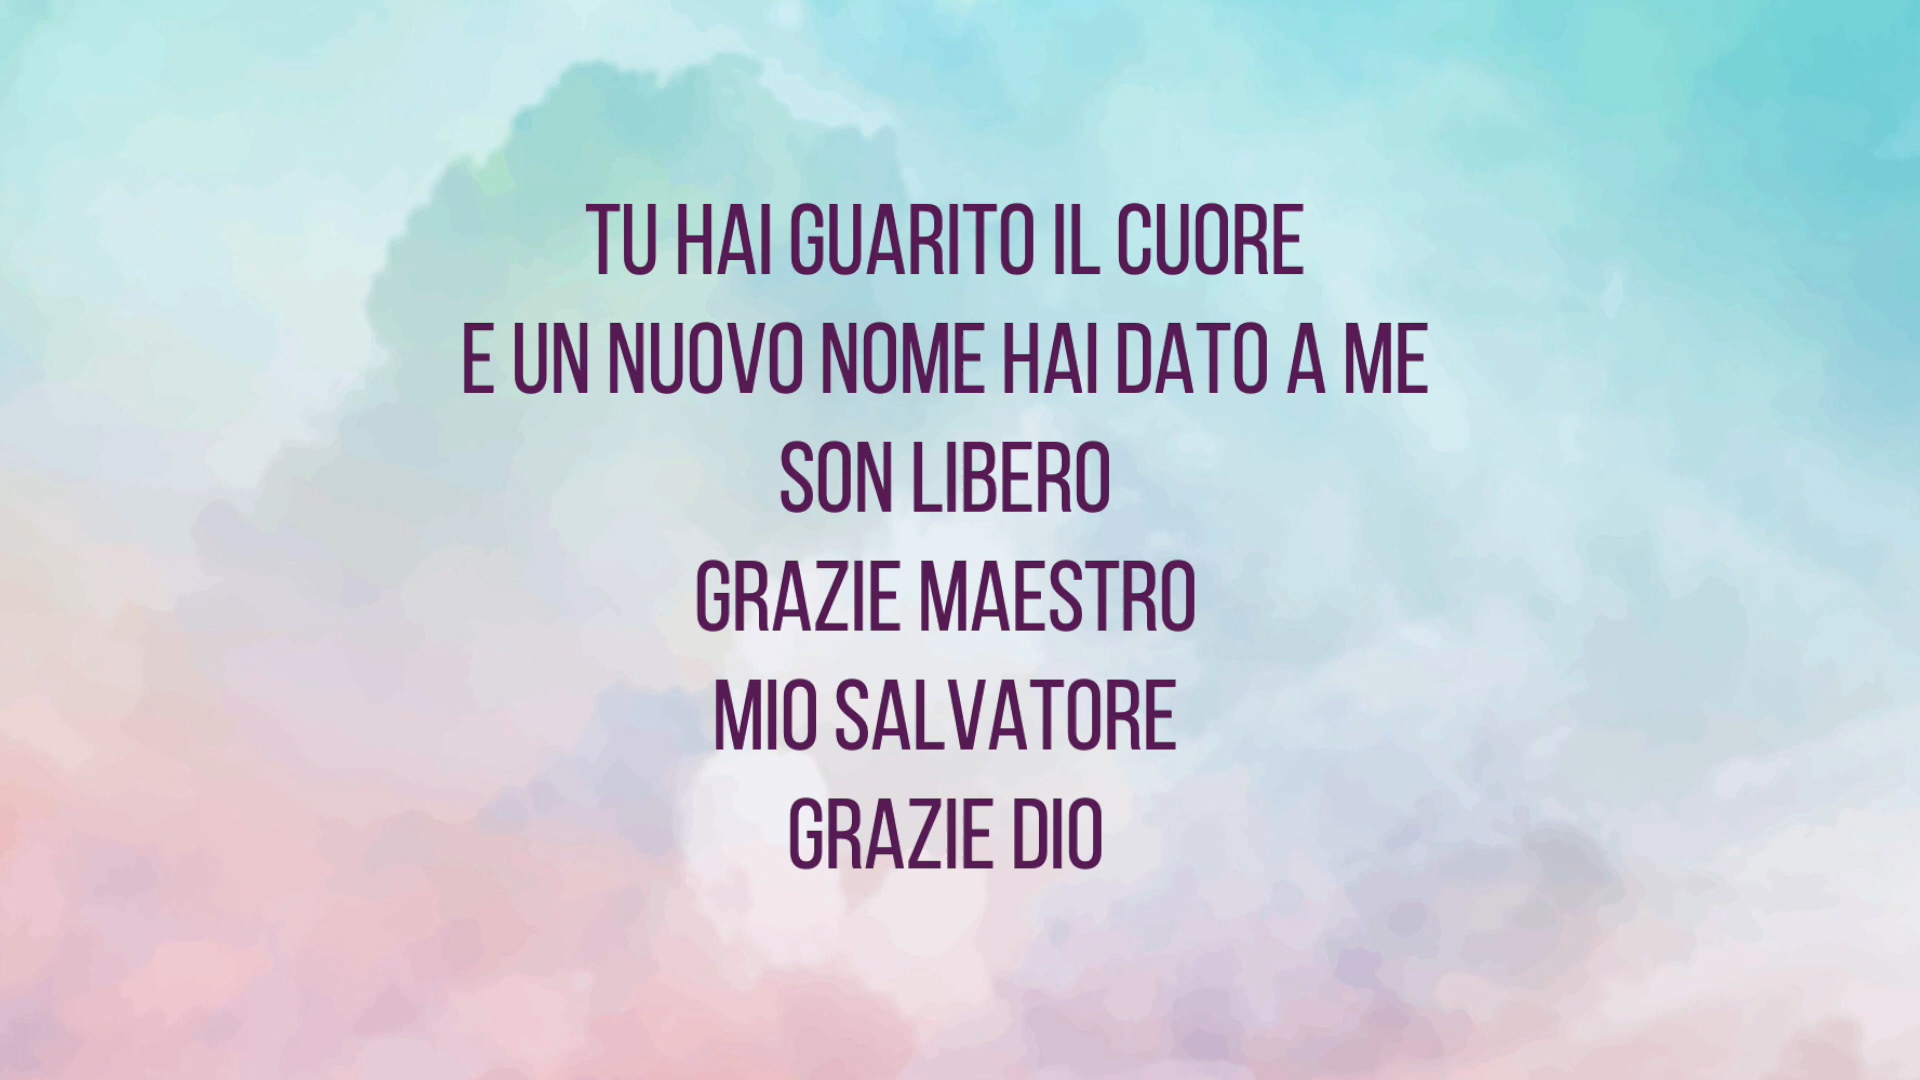 TU HAI GUARITO IL CUORE
E UN NUOVO NOME HAI DATO A ME
SON LIBERO
GRAZIE MAESTRO
MIO SALVATORE
GRAZIE DIO